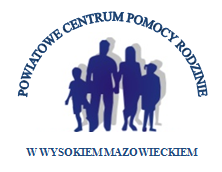 POWIATOWE CENTRUM POMOCY RODZINIE
W WYSOKIEM MAZOWIECKIEM